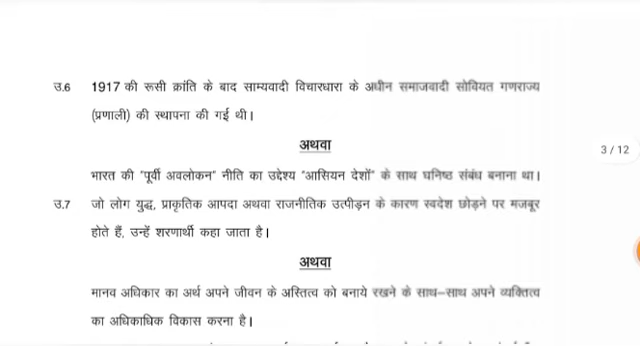 उ.6 1917 की रूसी क्रांति के बाद साम्यवादी विचारधारा के अधीन समाजवादी सोवियत गणराज्य
(प्रणाली) की स्थापना की गई थी।
अथवा
3 / 12
भारत की "पूर्वी अवलोकन" नीति का उद्देश्य "आसियन देशों" के साथ घनिष्ठ संबंध बनाना था।
उ.7 जो लोग युद्ध, प्राकृतिक आपदा अथवा राजनीतिक उत्पीड़न के कारण स्वदेश छोड़ने पर मजबूर
होते हैं, उन्हें शरणार्थी कहा जाता है।
अथवा
मानव अधिकार का अर्थ अपने जीवन के अस्तित्व को बनाये रखने के साथ–साथ अपने व्यक्तित्व
का अधिकाधिक विकास करना है।